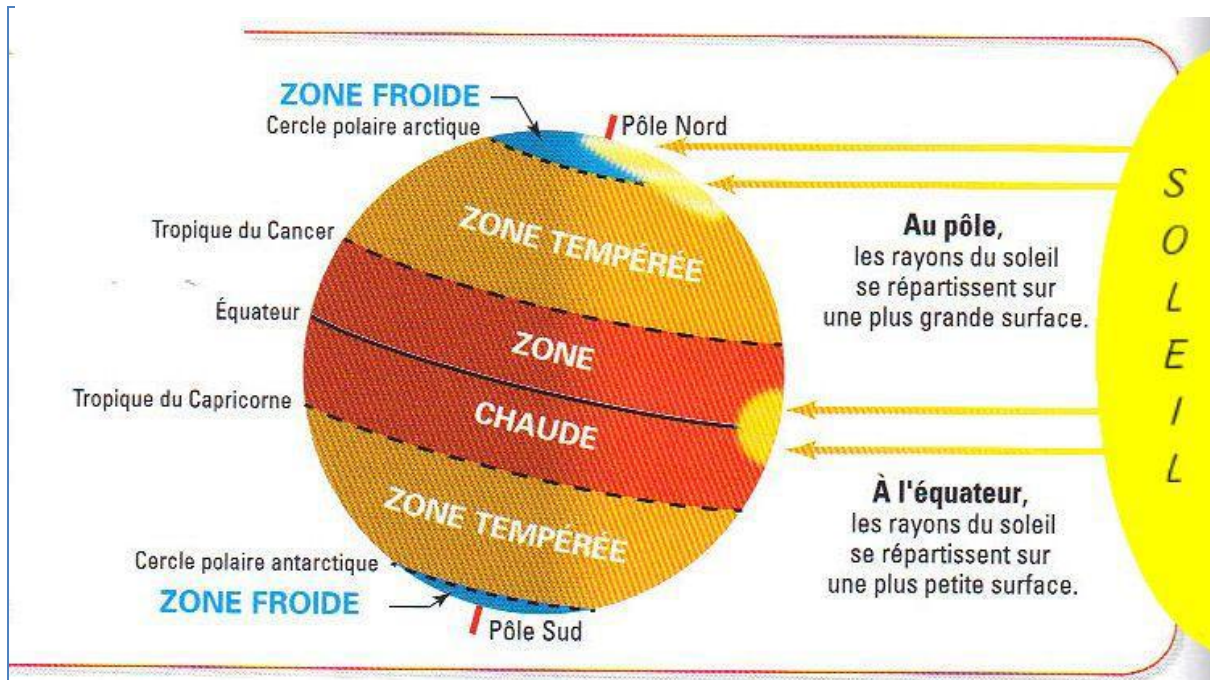 ZONE FROIDE
Cercle polaire arctique
Pôle Nord
ZONE TEMPÉRÉE
Tropique du Cancer
Équateur
ZONE
CHAUDE
Tropique du Capricorne
ZONE TEMPÉRÉE
Cercle polaire antarctique
ZONE FROIDE
Pôle Sud
Au pôle,
les rayons du soleil
se répartissent sur
une plus grande surface.
À l'équateur,
les rayons du soleil
se répartissent sur
une plus petite surface.
S
O
L
E
I
L